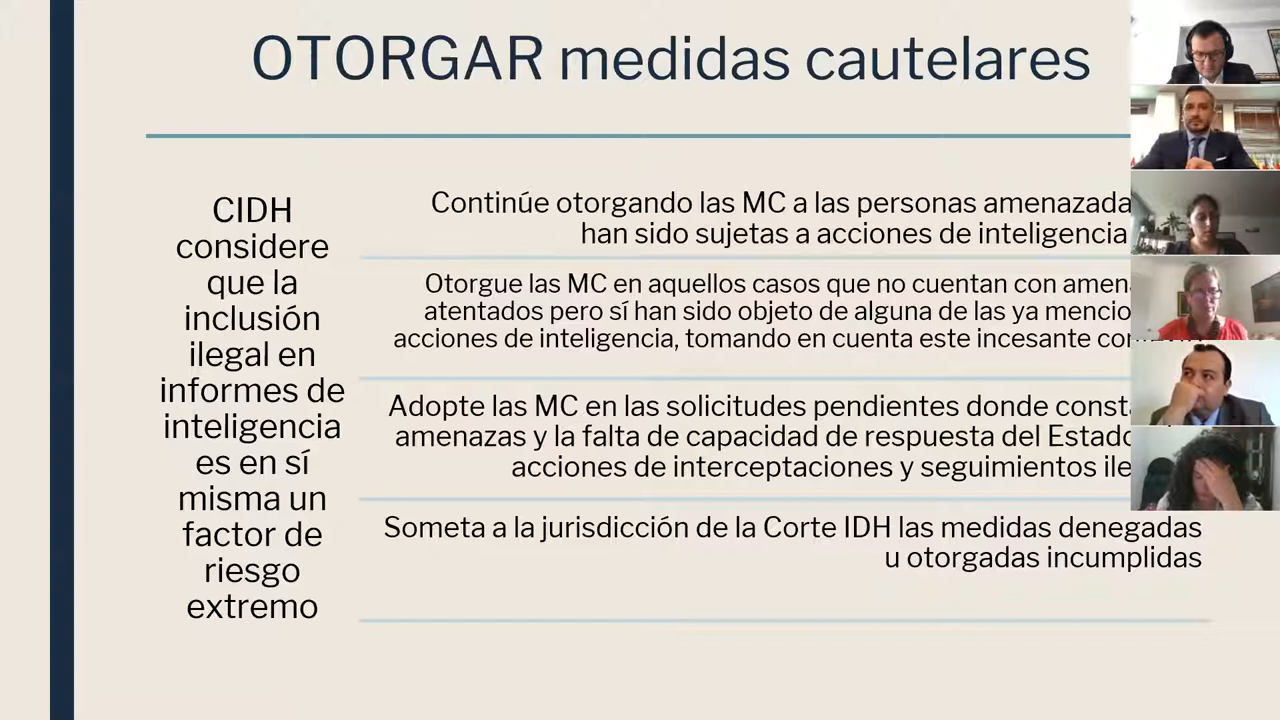 OTORGAR medidas cautelares
CIDH
considere
que la
inclusión
ilegal en
informes de
inteligencia
es en sí
misma un
factor de
riesgo
extremo
Continúe otorgando las MC a las personas
han sido sujetas a acciones de inteligencia
Otorgue las MC en aquellos casos que no cuentan con
atentados pero sí han sido objeto de alguna de las ya
acciones de inteligencia, tomando en cuenta este incesante
Adopte las MC en las solicitudes pendientes donde
amenazas y la falta de capacidad de respuesta del Estado
acciones de interceptaciones y seguimientos
Someta a la jurisdicción de la Corte IDH las medidas denegadas
u otorgadas incumplidas